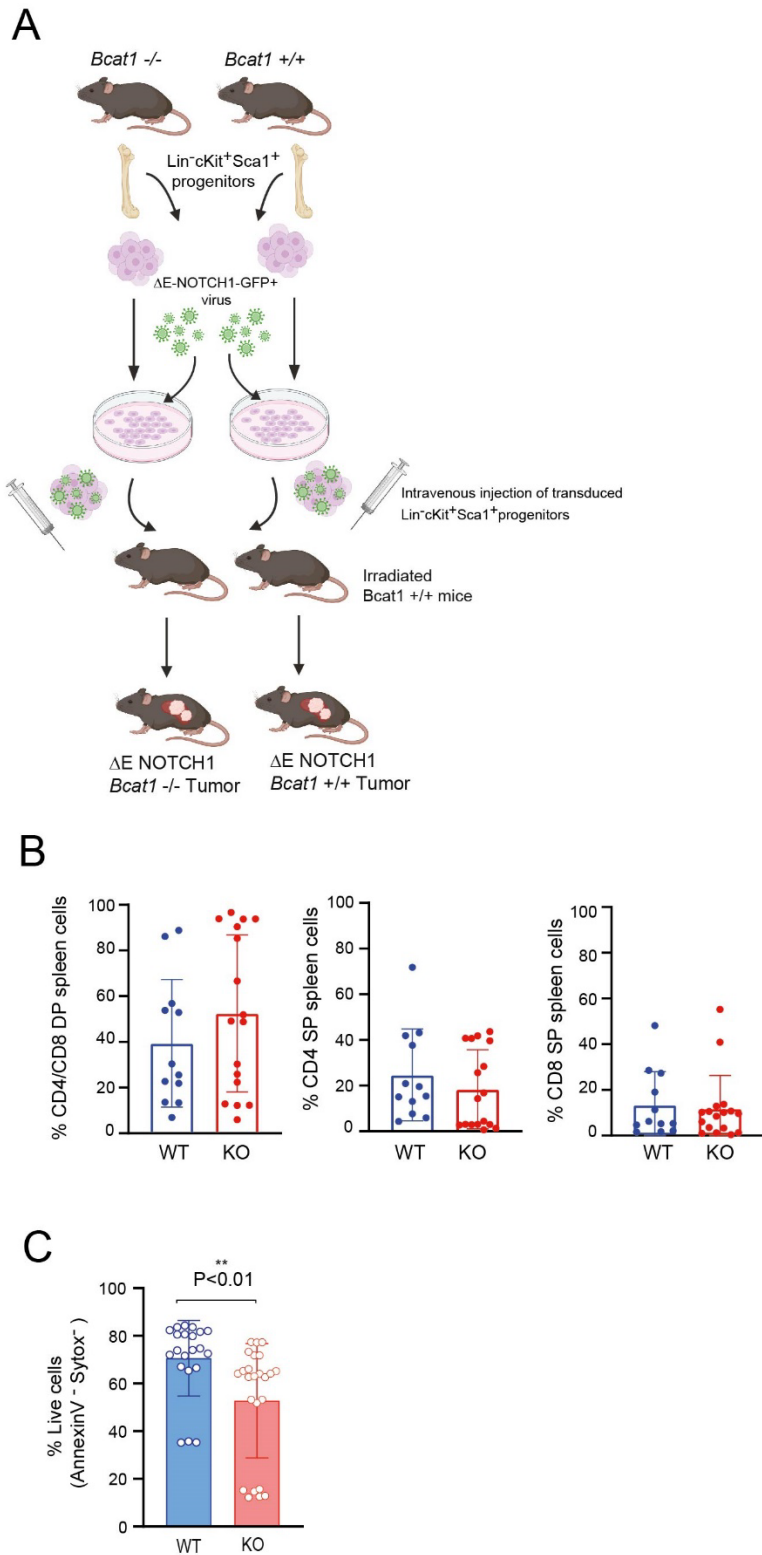 A
Bcat1 -/-
Bcat1 +/+
Lin⁻cKit⁺Sca1⁺
progenitors
ΔE-NOTCH1-GFP+
virus
Intravenous injection of transduced
Lin⁻cKit⁺Sca1⁺progenitors
Irradiated
Bcat1 +/+ mice
ΔE NOTCH1
Bcat1 -/- Tumor
ΔE NOTCH1
Bcat1 +/+ Tumor
B
% CD4/CD8 DP spleen cells
100
80
60
40
20
0
WT
KO
% CD4 SP spleen cells
100
80
60
40
20
0
WT
KO
% CD8 SP spleen cells
100
80
60
40
20
0
WT
KO
C
**
P<0.01
% Live cells
(AnnexinV⁻ Sytox⁻)
100
80
60
40
20
0
WT
KO